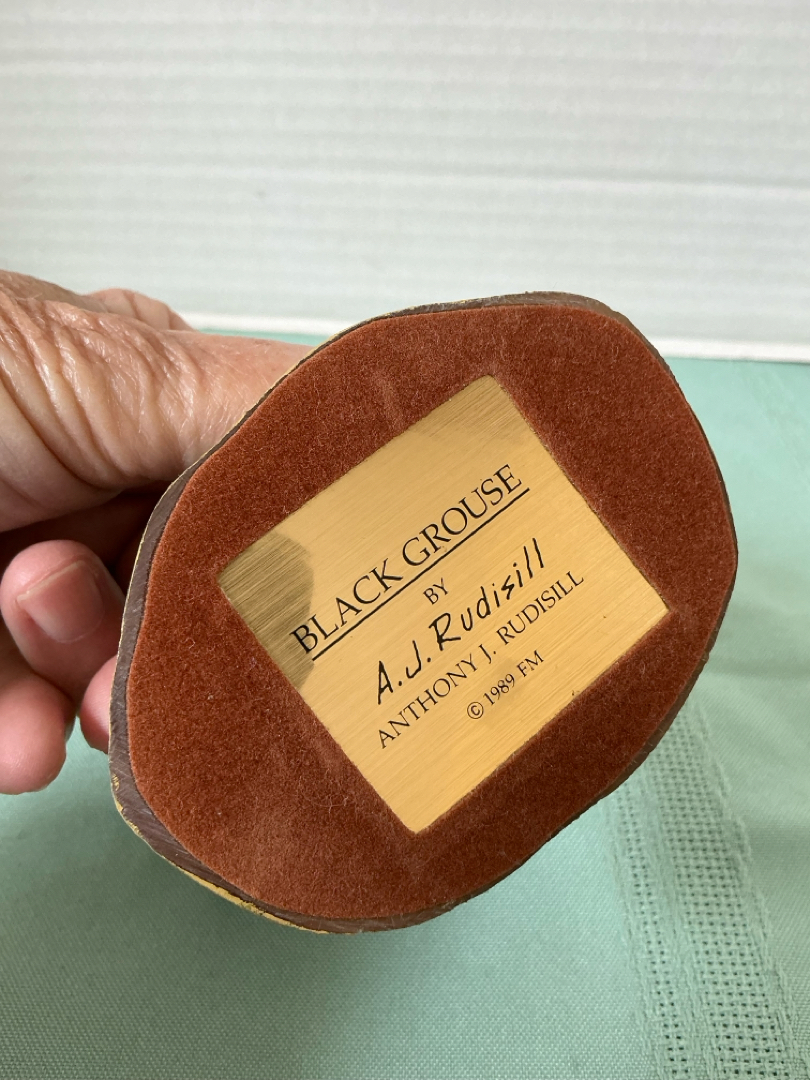 BLACK GROUSE
BY
A.J. Rudisill
ANTHONY J. RUDISILL
© 1989 FM